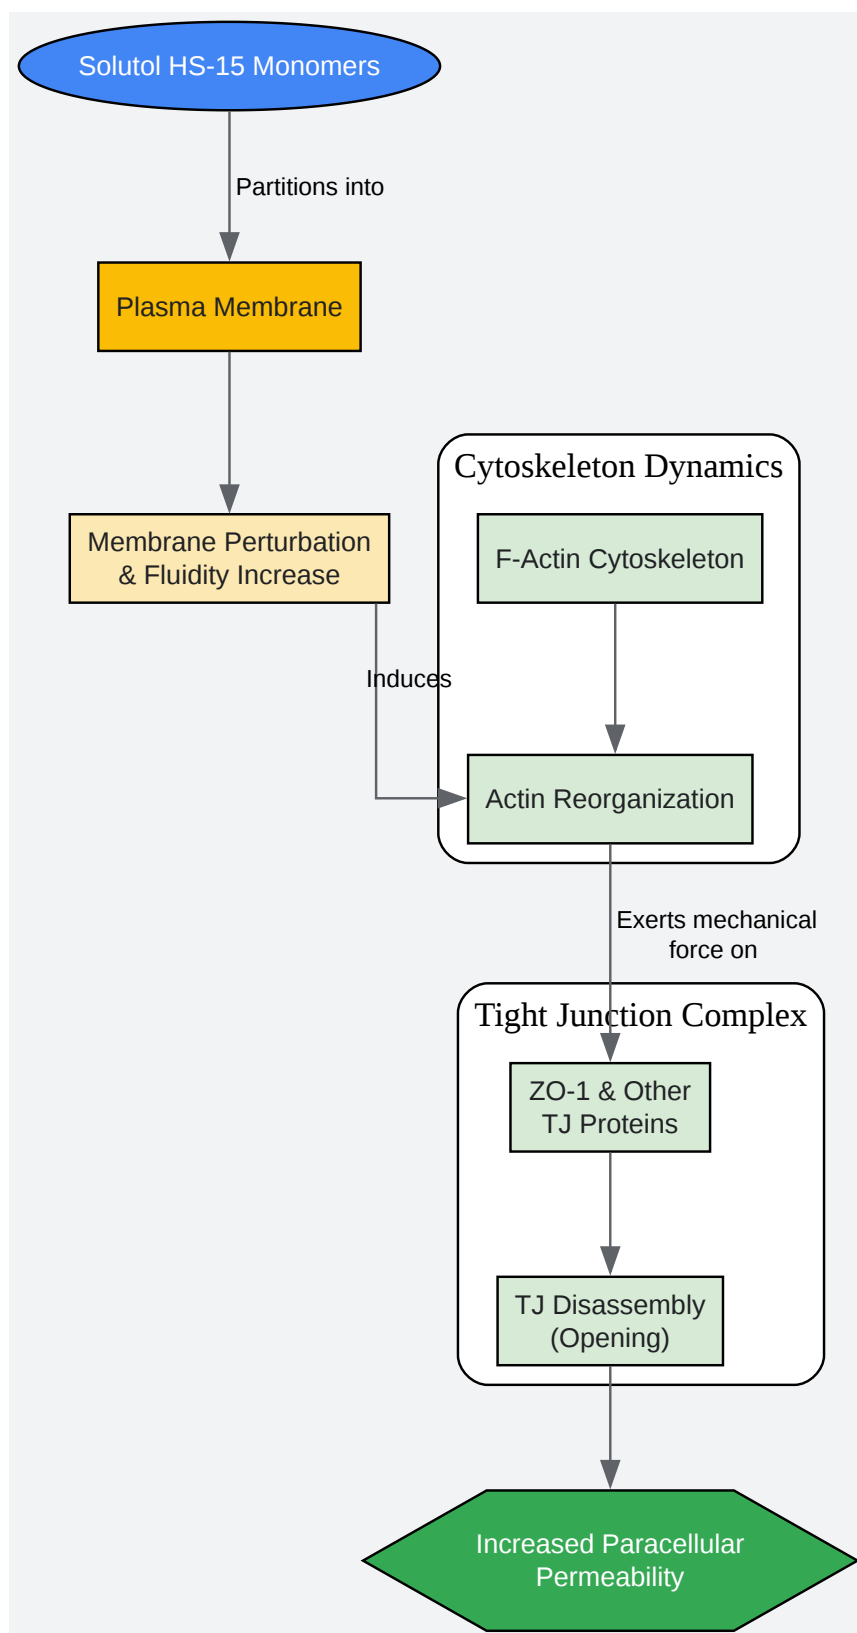 Solutol HS-15 Monomers
Partitions into
Plasma Membrane
Membrane Perturbation
& Fluidity Increase
Induces
Cytoskeleton Dynamics
F-Actin Cytoskeleton
Actin Reorganization
Exerts mechanical
force on
Tight Junction Complex
ZO-1 & Other
TJ Proteins
TJ Disassembly
(Opening)
Increased Paracellular
Permeability